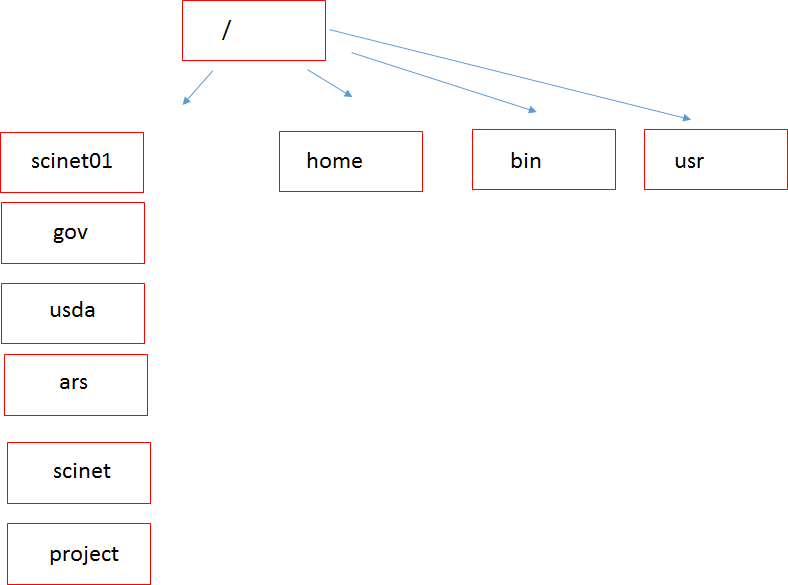 /
scinet01
home
bin
usr
gov
usda
ars
scinet
project